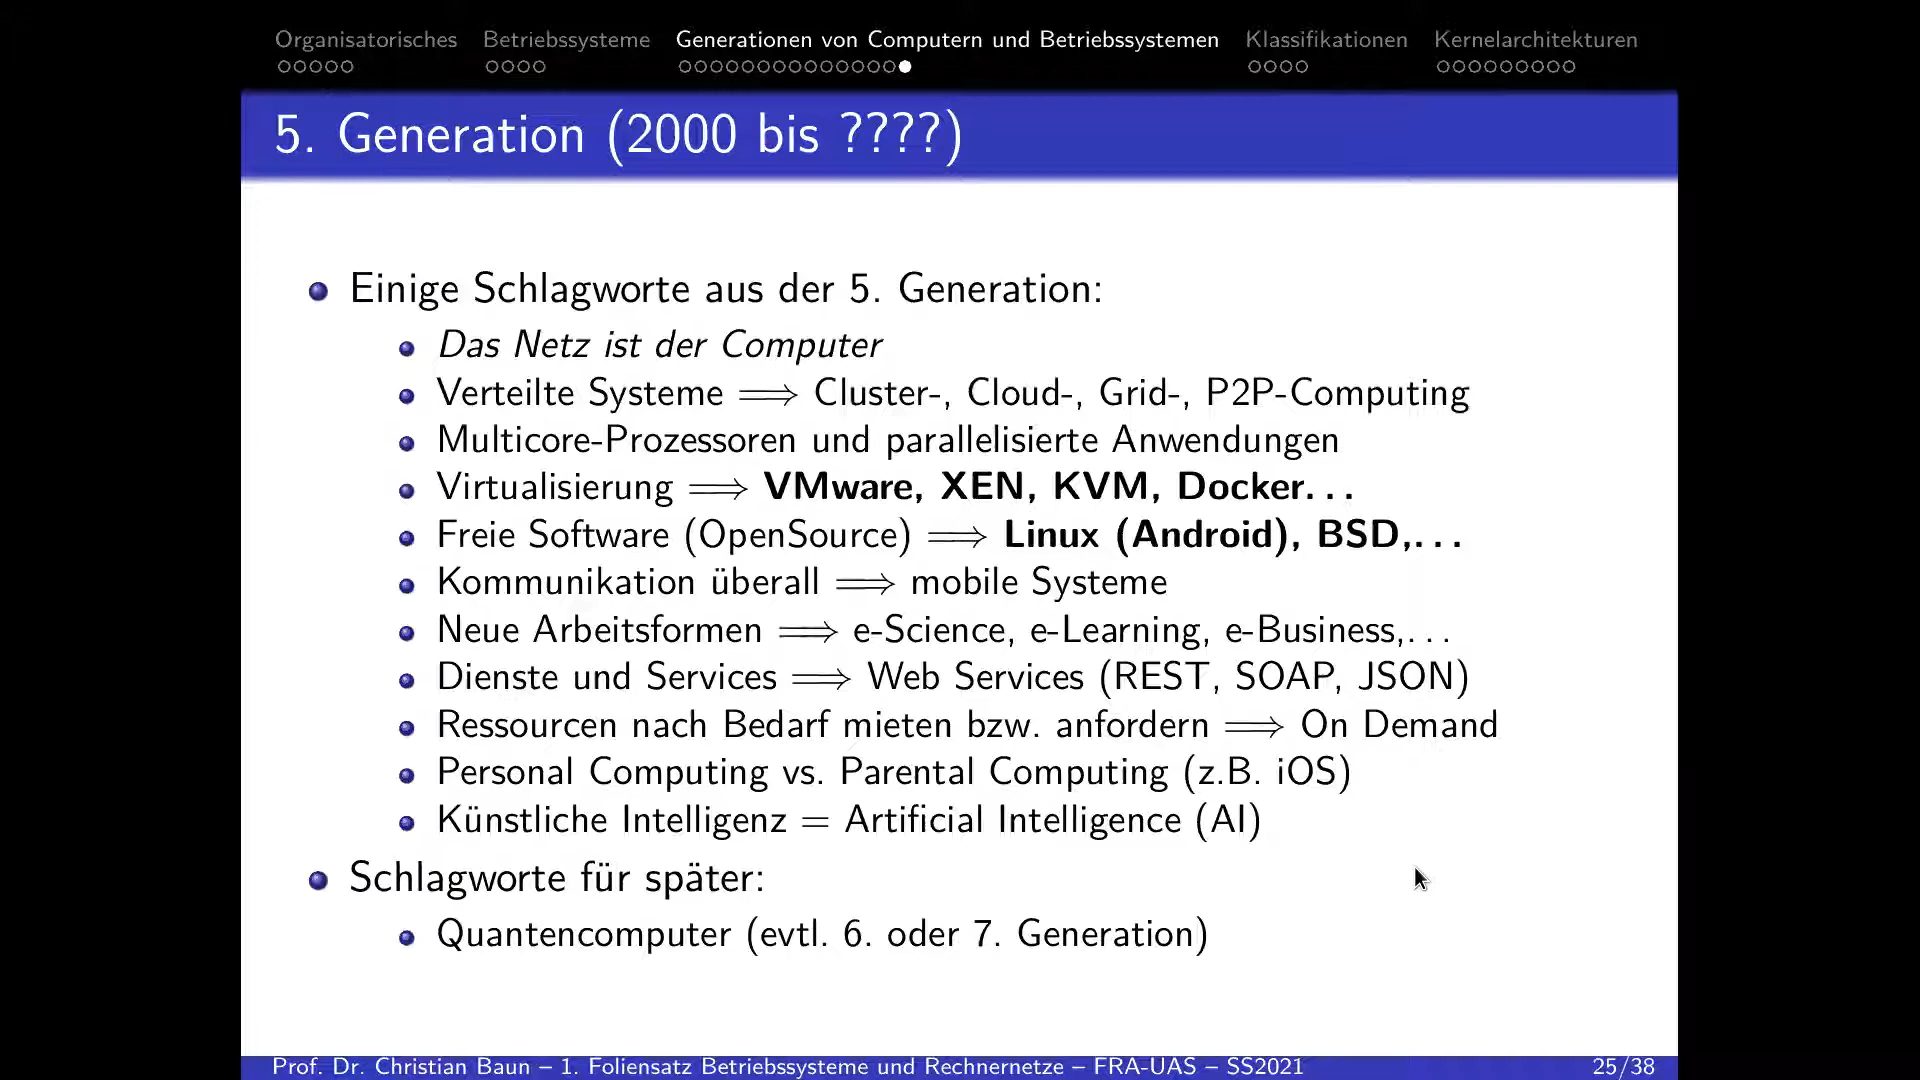 Organisatorisches Betriebssysteme Generationen von Computern und Betriebssystemen Klassifikationen Kernelarchitekturen
5. Generation (2000 bis ????)
Einige Schlagworte aus der 5. Generation:
Das Netz ist der Computer
Verteilte Systeme ⟹ Cluster-, Cloud-, Grid-, P2P-Computing
Multicore-Prozessoren und parallelisierte Anwendungen
Virtualisierung ⟹ VMware, XEN, KVM, Docker...
Freie Software (OpenSource) ⟹ Linux (Android), BSD,...
Kommunikation überall ⟹ mobile Systeme
Neue Arbeitsformen ⟹ e-Science, e-Learning, e-Business,...
Dienste und Services ⟹ Web Services (REST, SOAP, JSON)
Ressourcen nach Bedarf mieten bzw. anfordern ⟹ On Demand
Personal Computing vs. Parental Computing (z.B. iOS)
Künstliche Intelligenz = Artificial Intelligence (AI)
Schlagworte für später:
Quantencomputer (evtl. 6. oder 7. Generation)
Prof. Dr. Christian Baun – 1. Foliensatz Betriebssysteme und Rechnernetze – FRA-UAS – SS2021 25/38